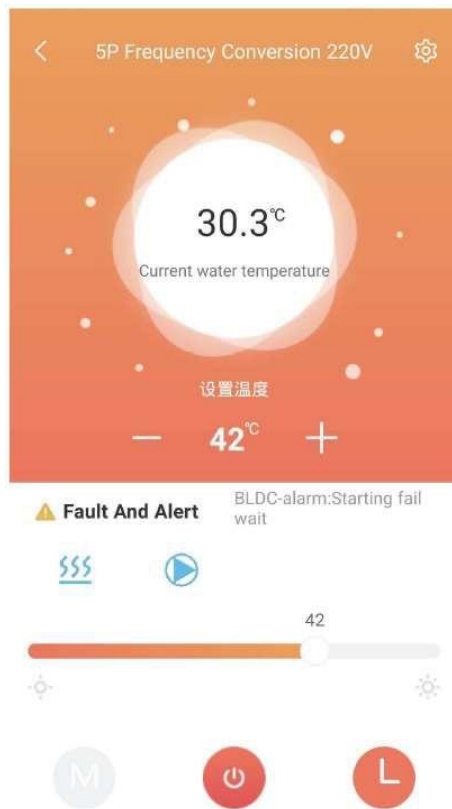 5P Frequency Conversion 220V
30.3℃
Current water temperature
设置温度
— 42℃ +
Fault And Alert
BLDC-alarm:Starting fail
wait
42
M